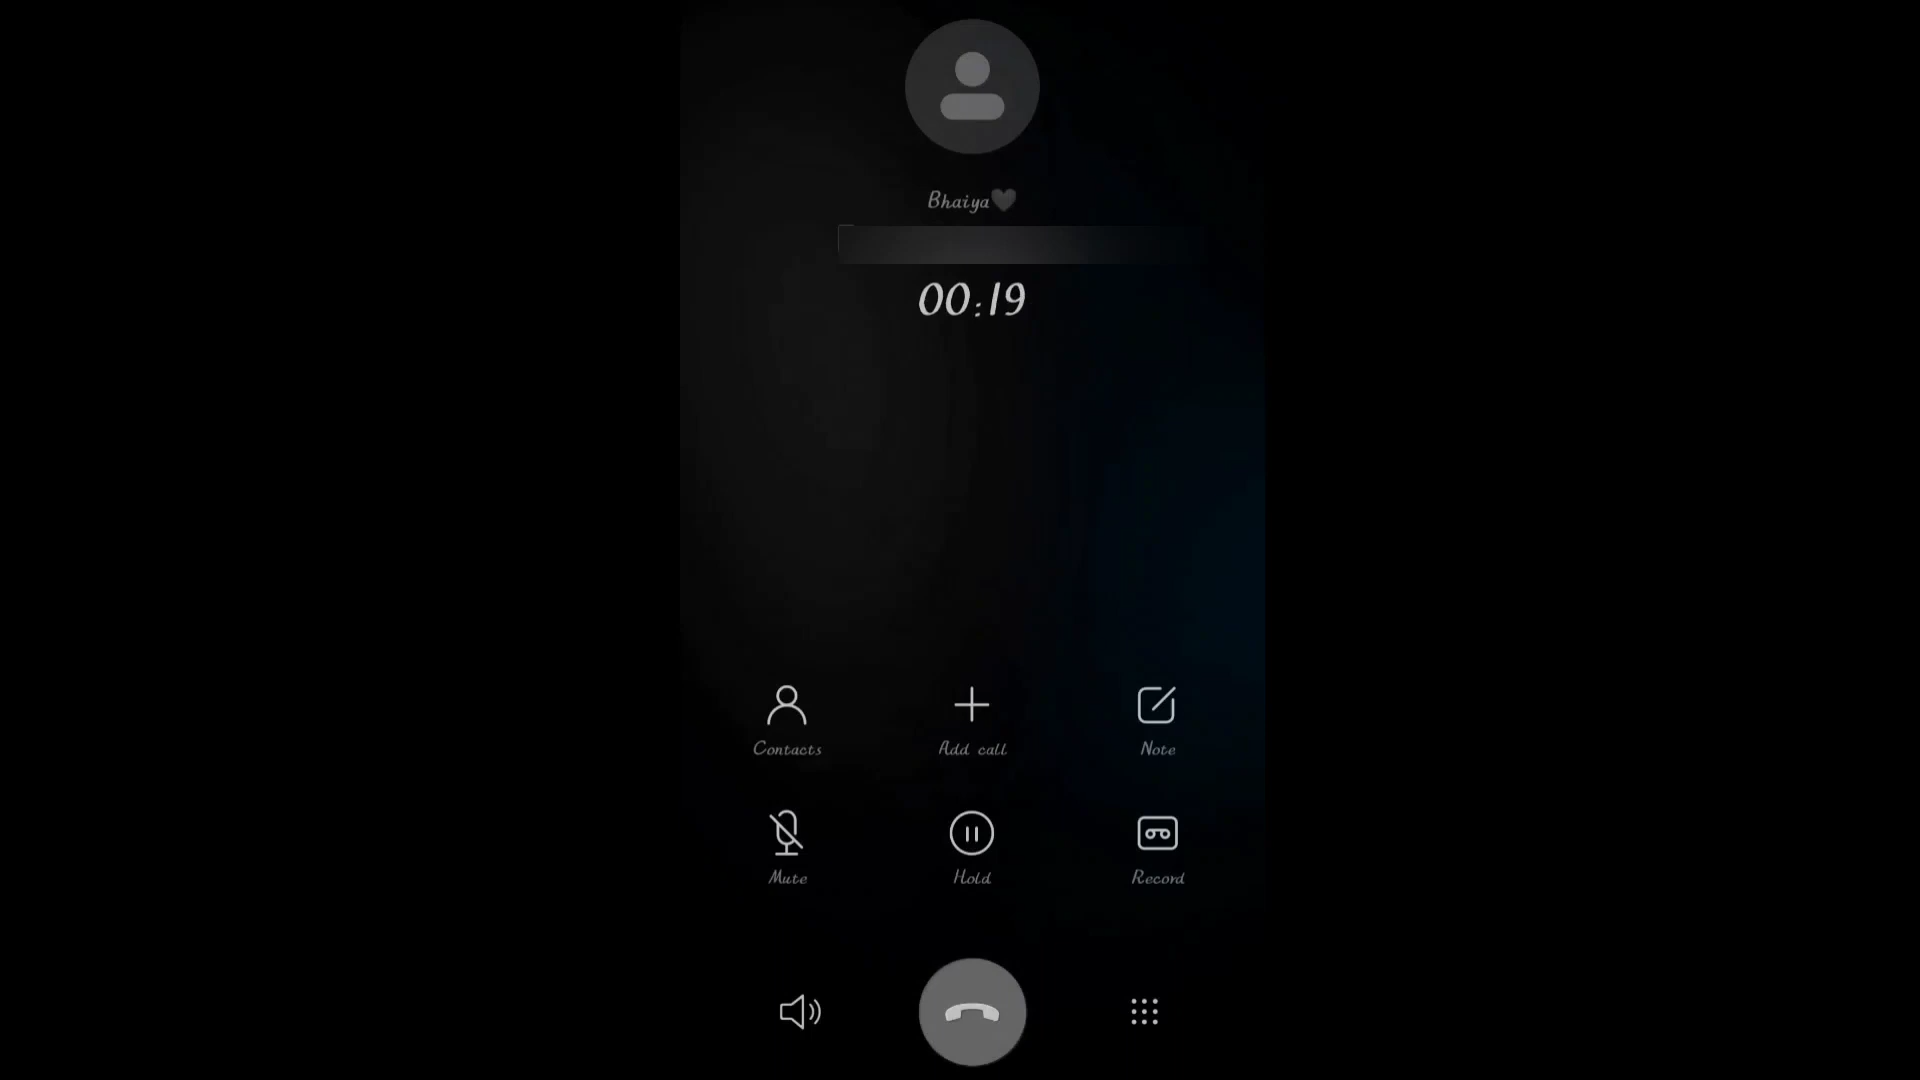 Bhaiya🖤
00:19
Contacts
Add call
Note
Mute
Hold
Record